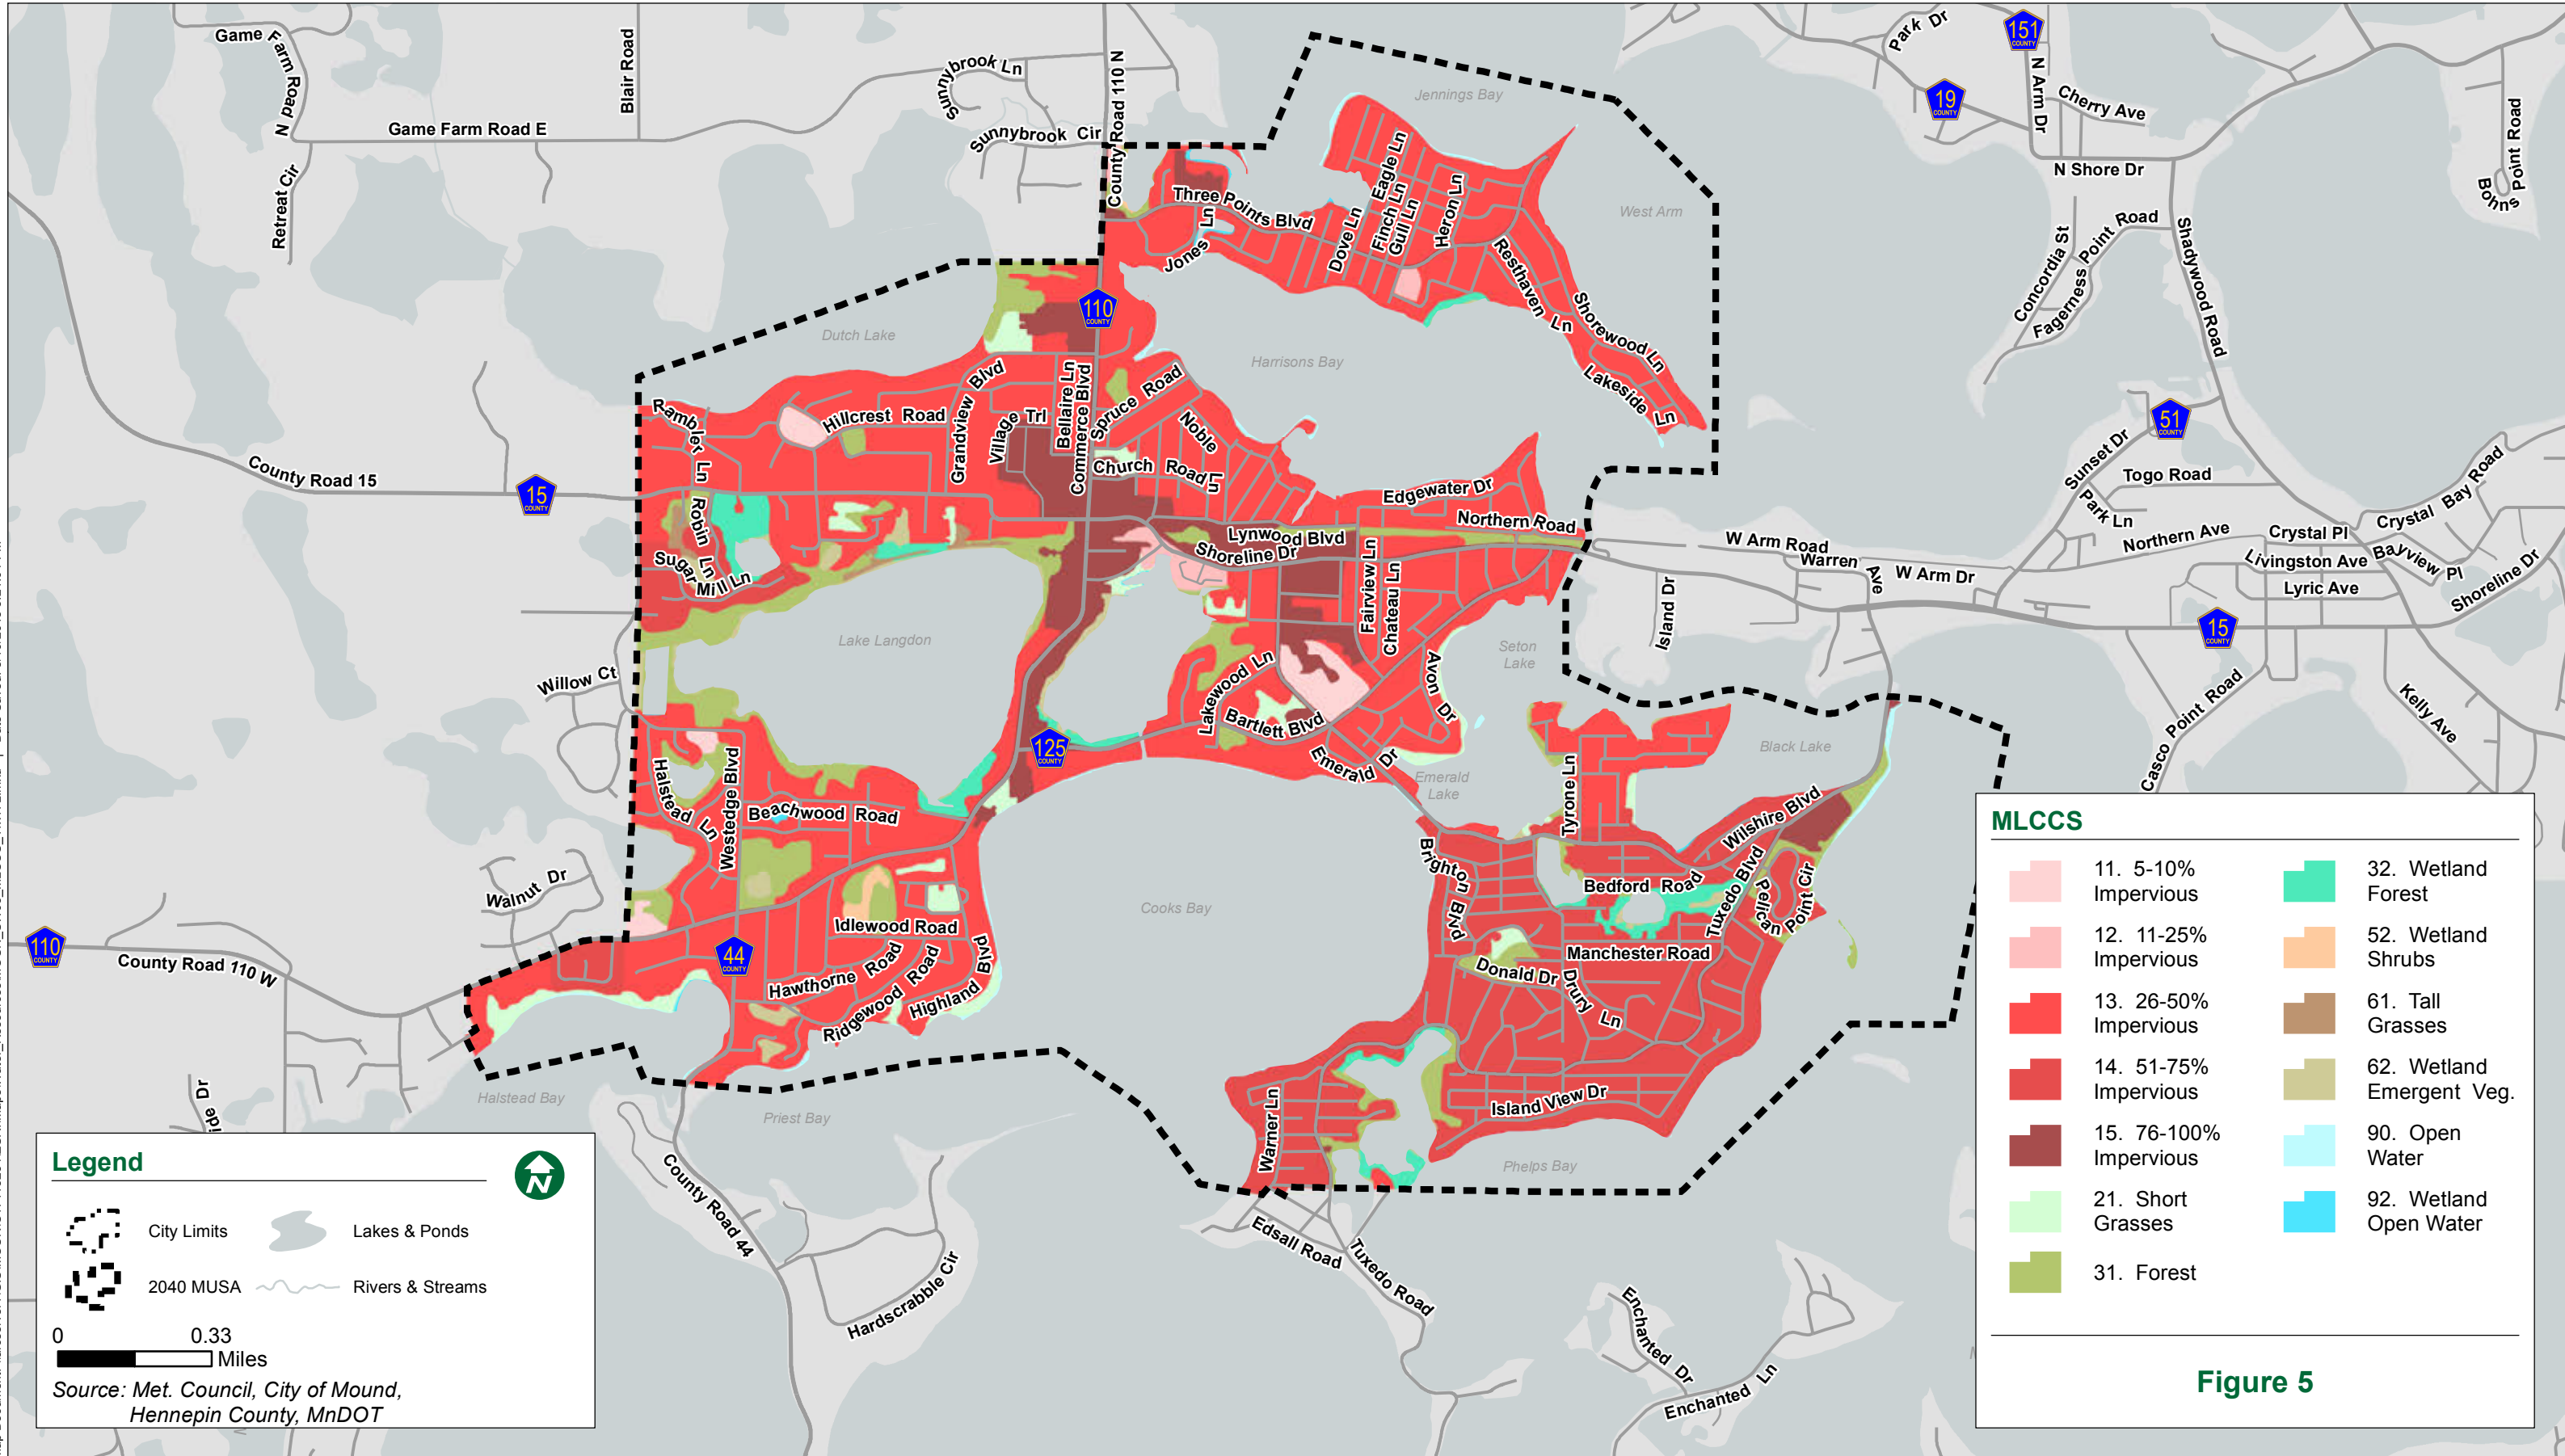 Game
Farm Road N
Blair Road
Game Farm Road E
Retreat Cir
Sunnybrook Ln
Sunnybrook Cir
County Road 110 N
Jennings Bay
West Arm
Park Dr
151
COUNTY
19
COUNTY
N Arm Dr
Cherry Ave
N Shore Dr
Bohns
Point Road
Three Points Blvd
Jones Ln
Eagle Ln
Finch Ln
Gull Ln
Dove Ln
Heron Ln
Resthaven Ln
Shorewood Ln
Lakeside Ln
Concordia St
Fagerness Point Road
Shadywood Road
110
COUNTY
Dutch Lake
Harrisons Bay
Rambler Ln
Hillcrest Road
Grandview Blvd
Village Trl
Bellaire Ln
Commerce Blvd
Spruce Road
Noble
Ln
Church Road
County Road 15
15
COUNTY
Edgewater Dr
Northern Road
Lynwood Blvd
Shoreline Dr
Robin Ln
Sugar
Mill Ln
Fairview Ln
Chateau Ln
51
COUNTY
Sunset Dr
Togo Road
Park Ln
Northern Ave
Crystal Pl
Crystal Bay Road
Livingston Ave
Bayview Pl
Lyric Ave
Shoreline Dr
W Arm Road
Warren Ave
W Arm Dr
Island Dr
15
COUNTY
Lake Langdon
Seton
Lake
Willow Ct
Lakewood Ln
Bartlett Blvd
Avon Dr
Emerald Dr
125
COUNTY
Emerald
Lake
Black Lake
Casco Point Road
Kelly Ave
Halstead Ln
Westedge Blvd
Beachwood Road
Tyrone Ln
Wilshire Blvd
Walnut Dr
Brighton Blvd
Bedford Road
Tuxedo Blvd
Pelican
Point Cir
Cooks Bay
Idlewood Road
44
COUNTY
Hawthorne Road
Ridgewood Road
Highland Blvd
Manchester Road
Donald Dr
Drury Ln
110
COUNTY
County Road 110 W
Island View Dr
Warner Ln
Halstead Bay
Priest Bay
Phelps Bay
County Road 44
Hardscrabble Cir
Edsall Road
Tuxedo Road
Enchanted Dr
Enchanted Ln
Legend
N
City Limits
Lakes & Ponds
2040 MUSA
Rivers & Streams
0 0.33
Miles
Source: Met. Council, City of Mound,
Hennepin County, MnDOT
MLCCS
11. 5-10%
Impervious
12. 11-25%
Impervious
13. 26-50%
Impervious
14. 51-75%
Impervious
15. 76-100%
Impervious
21. Short
Grasses
31. Forest
32. Wetland
Forest
52. Wetland
Shrubs
61. Tall
Grasses
62. Wetland
Emergent Veg.
90. Open
Water
92. Wetland
Open Water
Figure 5